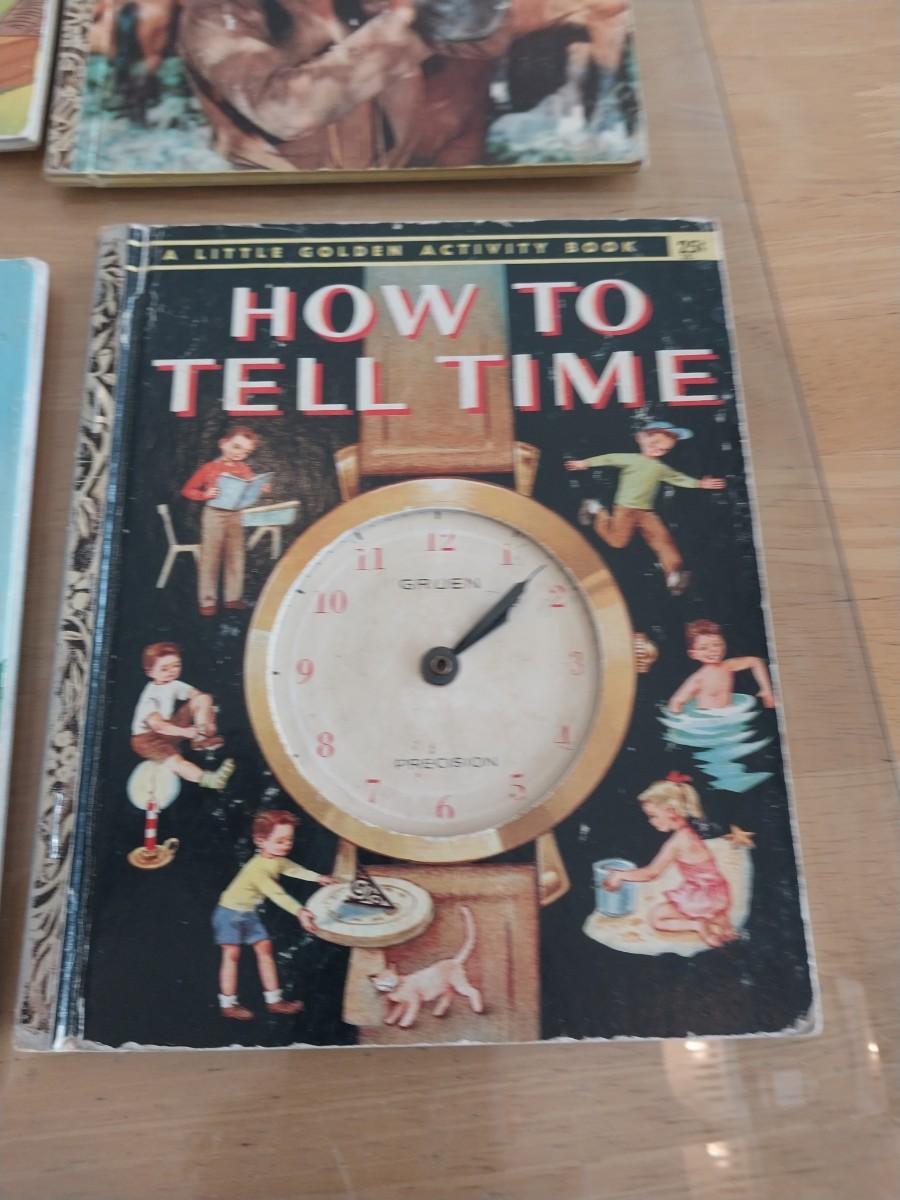 A LITTLE GOLDEN ACTIVITY BOOK 25¢
HOW TO
TELL TIME
11 12 1
10 2
GRUEN
9 3
8 4
PRECISION
7 6 5